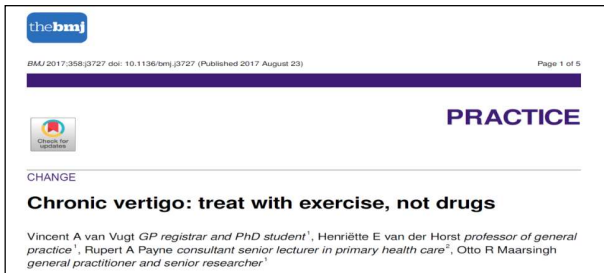 thebmj
BMJ 2017;358:j3727 doi: 10.1136/bmj.j3727 (Published 2017 August 23) Page 1 of 5
PRACTICE
Check for
updates
CHANGE
Chronic vertigo: treat with exercise, not drugs
Vincent A van Vugt GP registrar and PhD student1, Henriëtte E van der Horst professor of general
practice1, Rupert A Payne consultant senior lecturer in primary health care2, Otto R Maarsingh
general practitioner and senior researcher1